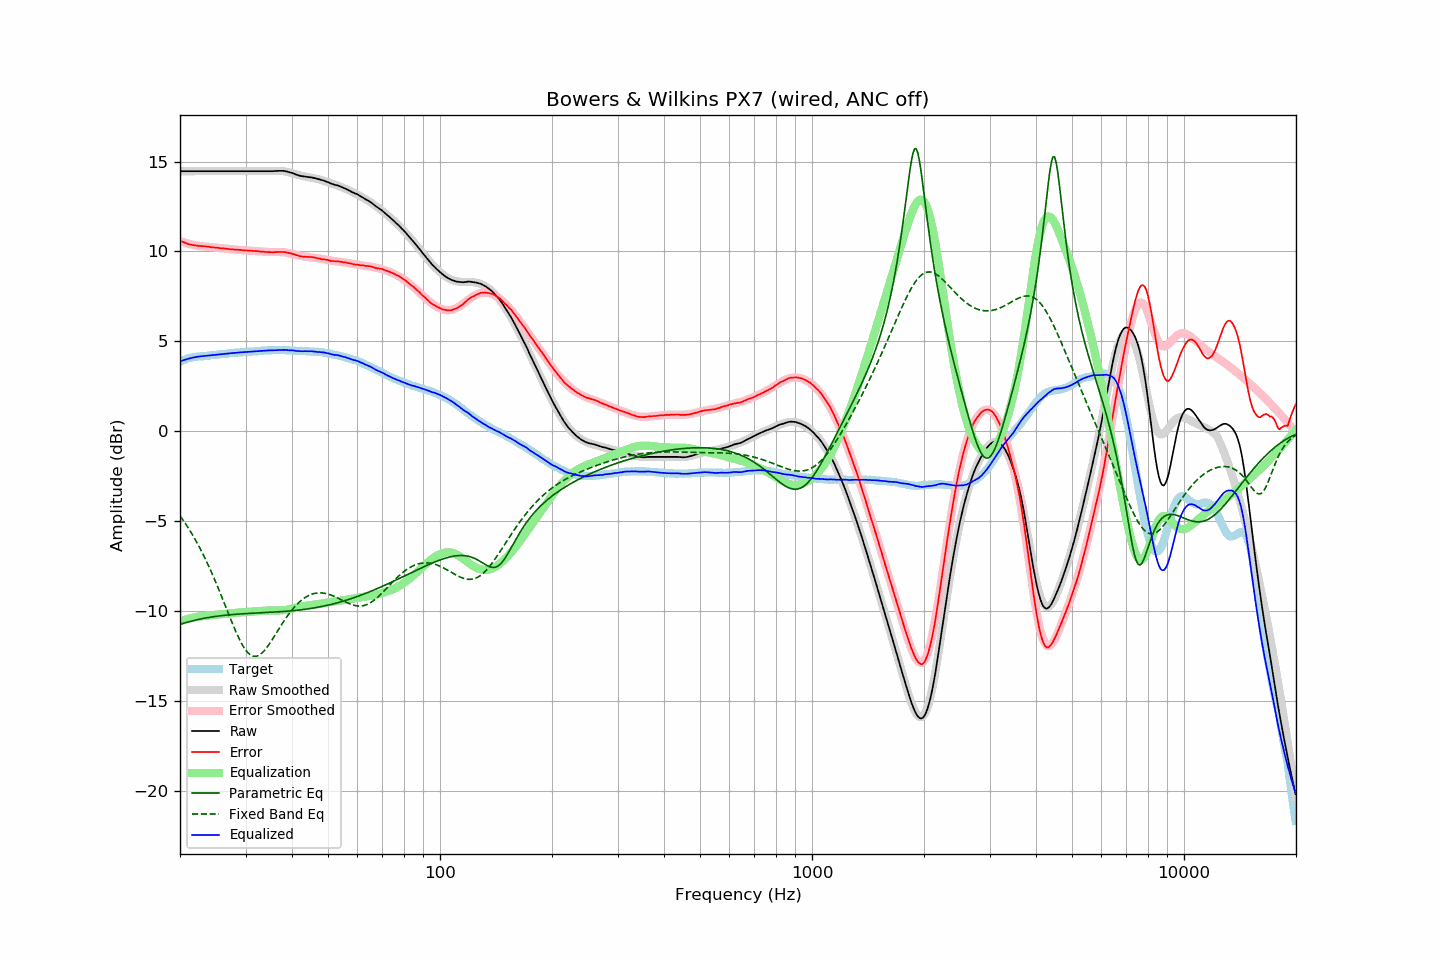 Bowers & Wilkins PX7 (wired, ANC off)
Amplitude (dBr)
15
10
5
0
−5
−10
−15
−20
Target
Raw Smoothed
Error Smoothed
Raw
Error
Equalization
Parametric Eq
Fixed Band Eq
Equalized
100
1000
10000
Frequency (Hz)